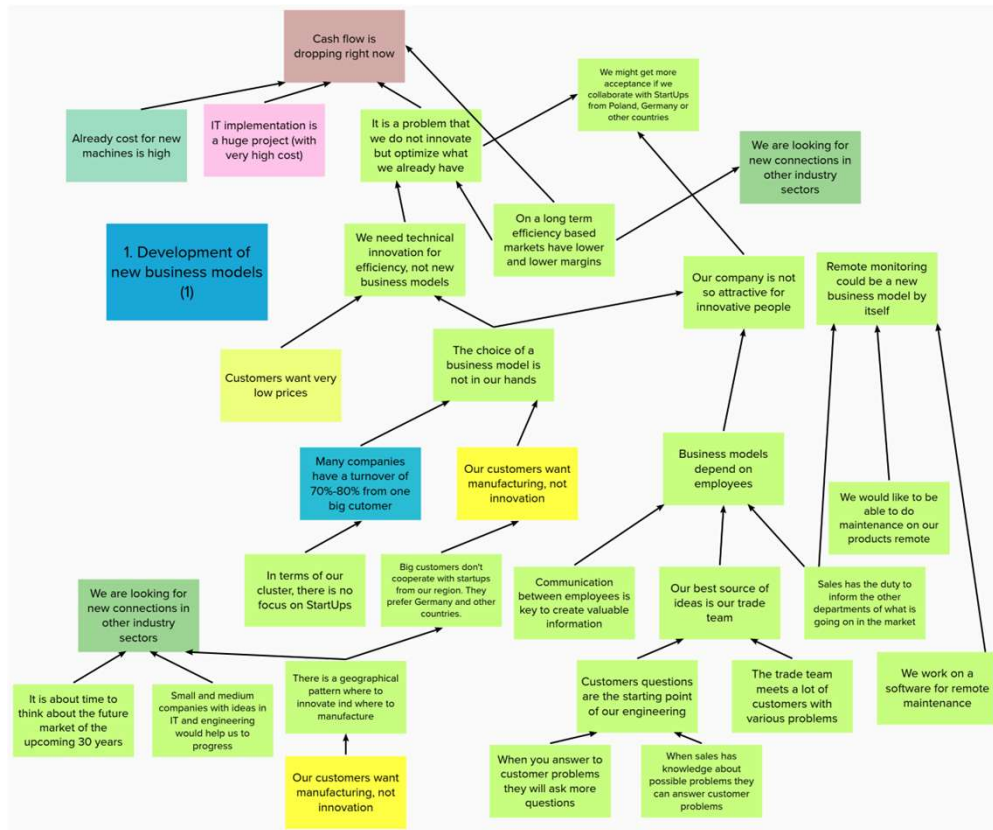 Cash flow is
dropping right now
We might get more
acceptance if we
collaborate with StartUps
from Poland, Germany or
other countries
Already cost for new
machines is high
IT implementation is
a huge project (with
very high cost)
It is a problem that
we do not innovate
but optimize what
we already have
We are looking for
new connections in
other industry
sectors
On a long term
efficiency based
markets have lower
and lower margins
1. Development of
new business models
(1)
We need technical
innovation for
efficiency, not new
business models
Our company is not
so attractive for
innovative people
Remote monitoring
could be a new
business model by
itself
Customers want very
low prices
The choice of a
business model is
not in our hands
Many companies
have a turnover of
70%-80% from one
big cutomer
Our customers want
manufacturing, not
innovation
Business models
depend on
employees
We would like to be
able to do
maintenance on our
products remote
In terms of our
cluster, there is no
focus on StartUps
Big customers don't
cooperate with startups
from our region. They
prefer Germany and other
countries.
Communication
between employees is
key to create valuable
information
Our best source of
ideas is our trade
team
Sales has the duty to
inform the other
departments of what is
going on in the market
We are looking for
new connections in
other industry
sectors
It is about time to
think about the future
market of the
upcoming 30 years
Small and medium
companies with ideas in
IT and engineering
would help us to
progress
There is a geographical
pattern where to
innovate ind where to
manufacture
Customers questions
are the starting point
of our engineering
The trade team
meets a lot of
customers with
various problems
We work on a
software for remote
maintenance
Our customers want
manufacturing, not
innovation
When you answer to
customer problems
they will ask more
questions
When sales has
knowledge about
possible problems they
can answer customer
problems